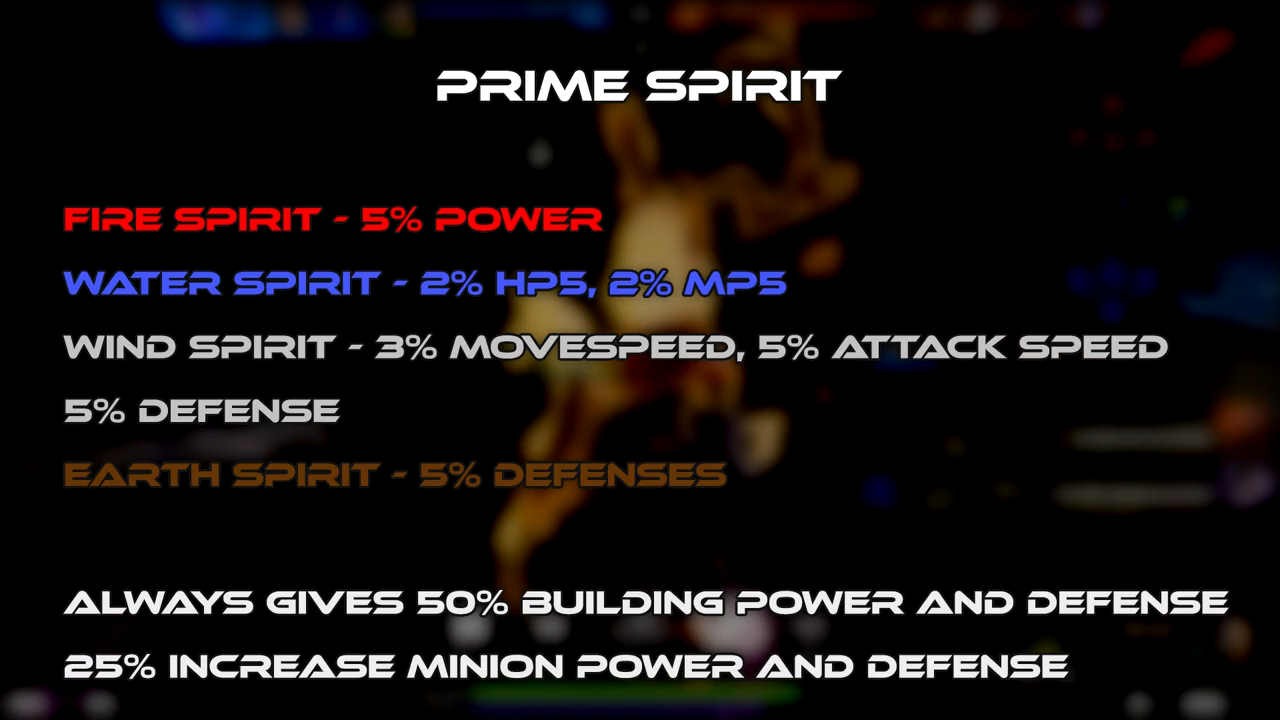 PRIME SPIRIT
FIRE SPIRIT - 5% POWER
WATER SPIRIT - 2% HP5, 2% MP5
WIND SPIRIT - 3% MOVESPEED, 5% ATTACK SPEED
5% DEFENSE
EARTH SPIRIT - 5% DEFENSES
ALWAYS GIVES 50% BUILDING POWER AND DEFENSE
25% INCREASE MINION POWER AND DEFENSE